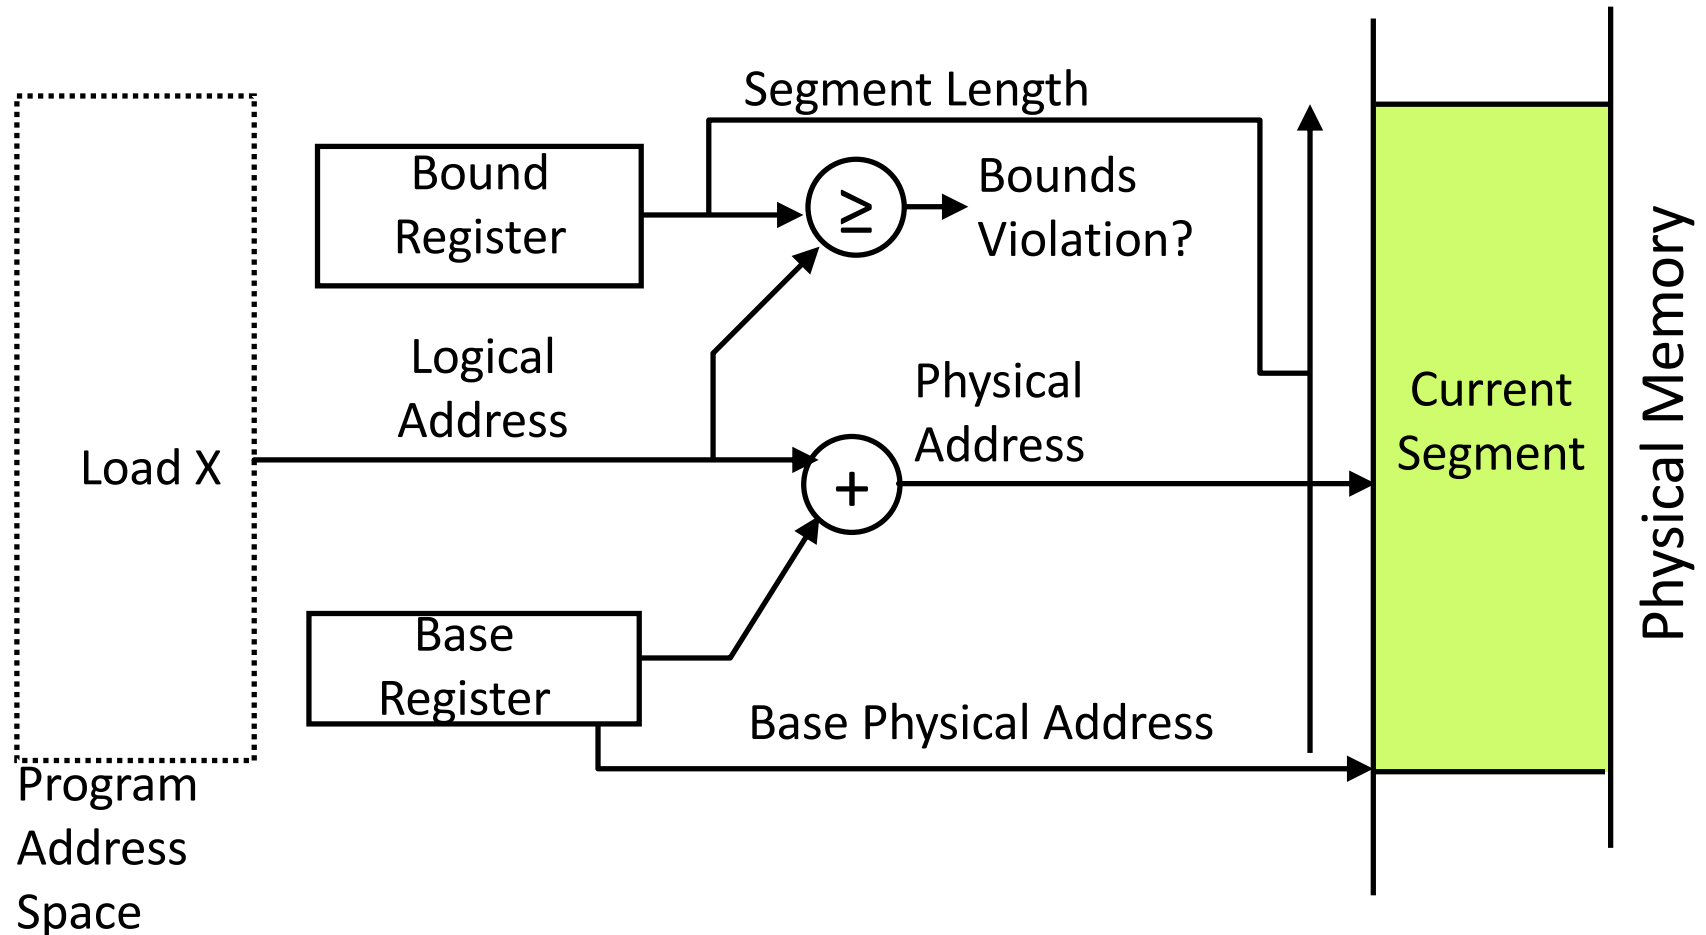 Segment Length
Bound
Register
≥
Bounds
Violation?
Logical
Address
Physical
Address
Load X
+
Current
Segment
Physical Memory
Base
Register
Base Physical Address
Program
Address
Space